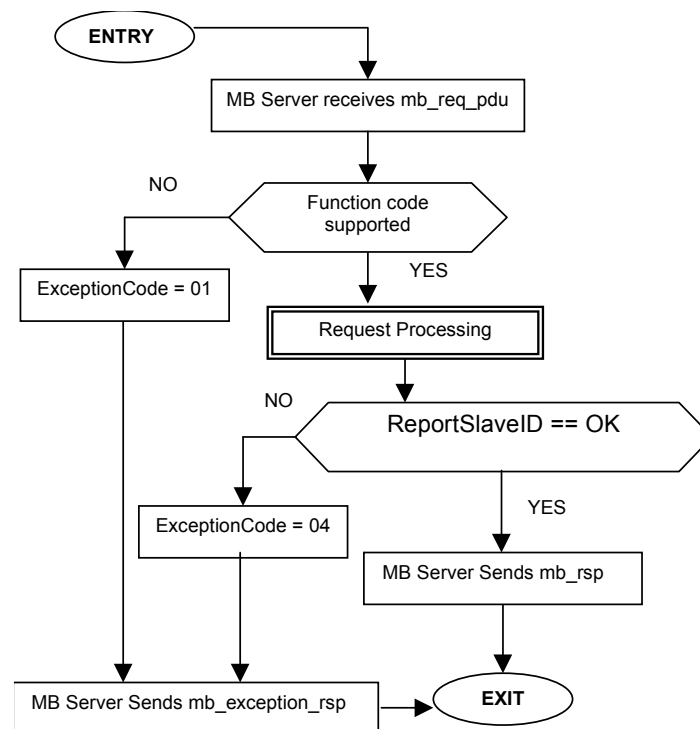 ENTRY
MB Server receives mb_req_pdu
NO
Function code
supported
YES
ExceptionCode = 01
Request Processing
NO
ReportSlaveID == OK
YES
ExceptionCode = 04
MB Server Sends mb_rsp
MB Server Sends mb_exception_rsp
EXIT